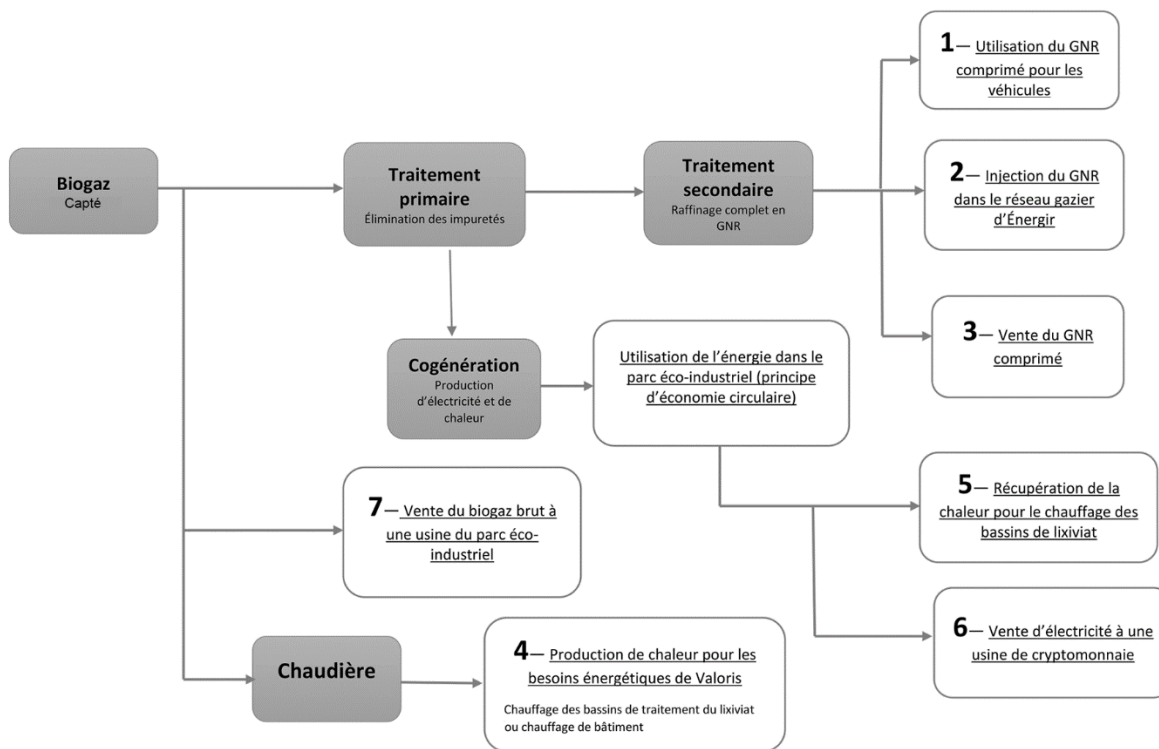 1— Utilisation du GNR
comprimé pour les
véhicules
Biogaz
Capté
Traitement
primaire
Élimination des impuretés
Traitement
secondaire
Raffinage complet en
GNR
2— Injection du GNR
dans le réseau gazier
d’Énergir
3— Vente du GNR
comprimé
Cogénération
Production
d’électricité et de
chaleur
Utilisation de l’énergie dans le
parc éco-industriel (principe
d’économie circulaire)
5— Récupération de la
chaleur pour le chauffage des
bassins de lixiviat
7— Vente du biogaz brut à
une usine du parc éco-
industriel
6— Vente d’électricité à une
usine de cryptomonnaie
Chaudière
4— Production de chaleur pour les
besoins énergétiques de Valoris
Chauffage des bassins de traitement du lixiviat
ou chauffage de bâtiment